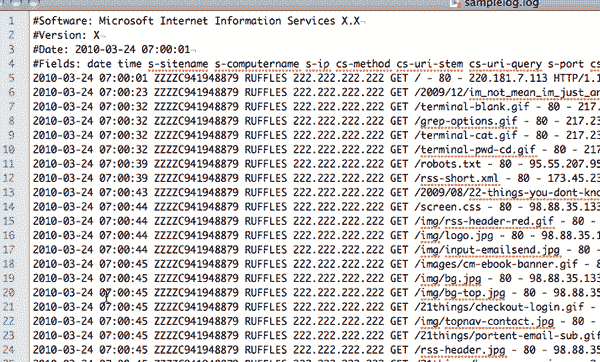 samplelog.log
1 #Software: Microsoft Internet Information Services X.X
2 #Version: X
3 #Date: 2010-03-24 07:00:01
4 #Fields: date time s-sitename s-computername s-ip cs-method cs-uri-stem cs-uri-query s-port cs
5 2010-03-24 07:00:01 ZZZZC941948879 RUFFLES 222.222.222.222 GET / - 80 - 220.181.7.113 HTTP/1.1
6 2010-03-24 07:00:23 ZZZZC941948879 RUFFLES 222.222.222.222 GET /2009/12/im_not_mean_im_just_an
7 2010-03-24 07:00:32 ZZZZC941948879 RUFFLES 222.222.222.222 GET /terminal-blank.gif - 80 - 217.
8 2010-03-24 07:00:32 ZZZZC941948879 RUFFLES 222.222.222.222 GET /grep-options.gif - 80 - 217.23
9 2010-03-24 07:00:32 ZZZZC941948879 RUFFLES 222.222.222.222 GET /terminal-cat.gif - 80 - 217.23
10 2010-03-24 07:00:32 ZZZZC941948879 RUFFLES 222.222.222.222 GET /terminal-pwd-cd.gif - 80 - 217
11 2010-03-24 07:00:39 ZZZZC941948879 RUFFLES 222.222.222.222 GET /robots.txt - 80 - 95.55.207.95
12 2010-03-24 07:00:39 ZZZZC941948879 RUFFLES 222.222.222.222 GET /rss-short.xml - 80 - 173.45.23
13 2010-03-24 07:00:43 ZZZZC941948879 RUFFLES 222.222.222.222 GET /2009/08/22-things-you-dont-kno
14 2010-03-24 07:00:44 ZZZZC941948879 RUFFLES 222.222.222.222 GET /screen.css - 80 - 98.88.35.133
15 2010-03-24 07:00:44 ZZZZC941948879 RUFFLES 222.222.222.222 GET /img/rss-header-red.gif - 80 -
16 2010-03-24 07:00:44 ZZZZC941948879 RUFFLES 222.222.222.222 GET /img/logo.jpg - 80 - 98.88.35.1
17 2010-03-24 07:00:44 ZZZZC941948879 RUFFLES 222.222.222.222 GET /img/input-emailsend.jpg - 80 -
18 2010-03-24 07:00:45 ZZZZC941948879 RUFFLES 222.222.222.222 GET /images/cm-ebook-banner.gif -
19 2010-03-24 07:00:45 ZZZZC941948879 RUFFLES 222.222.222.222 GET /img/bg.jpg - 80 - 98.88.35.133
20 2010-03-24 07:00:45 ZZZZC941948879 RUFFLES 222.222.222.222 GET /img/bg-top.jpg - 80 - 98.88.35
21 2010-03-24 07:00:45 ZZZZC941948879 RUFFLES 222.222.222.222 GET /21things/checkout-login.gif -
22 2010-03-24 07:00:45 ZZZZC941948879 RUFFLES 222.222.222.222 GET /img/topnav-contact.jpg - 80 -
23 2010-03-24 07:00:45 ZZZZC941948879 RUFFLES 222.222.222.222 GET /21things/portent-email-sub.gif
24 2010-03-24 07:00:45 ZZZZC941948879 RUFFLES 222.222.222.222 GET /rss-header.jpg - 80 - 98.88.35